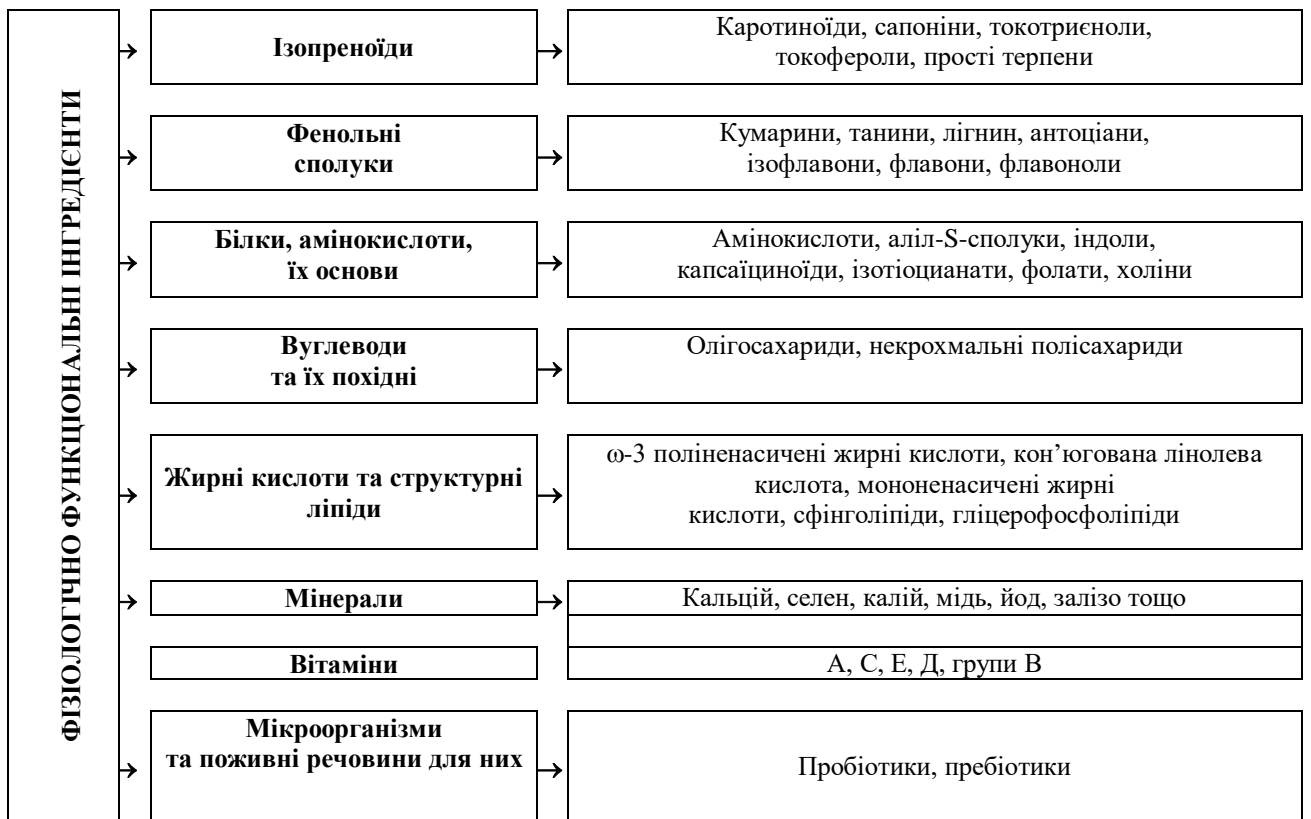 ФІЗІОЛОГІЧНО ФУНКЦІОНАЛЬНІ ІНГРЕДІЄНТИ
Ізопреноїди
Каротиноїди, сапоніни, токотриєноли,
токофероли, прості терпени
Фенольні
сполуки
Кумарини, танини, лігнин, антоціани,
ізофлавони, флавони, флавоноли
Білки, амінокислоти,
їх основи
Амінокислоти, аліл-S-сполуки, індоли,
капсаїциноїди, ізотіоцианати, фолати, холіни
Вуглеводи
та їх похідні
Олігосахариди, некрохмальні полісахариди
Жирні кислоти та структурні
ліпіди
ω-3 поліненасичені жирні кислоти, кон’югована лінолева
кислота, мононенасичені жирні
кислоти, сфінголіпіди, гліцерофосфоліпіди
Мінерали
Кальцій, селен, калій, мідь, йод, залізо тощо
Вітаміни
А, С, Е, Д, групи В
Мікроорганізми
та поживні речовини для них
Пробіотики, пребіотики